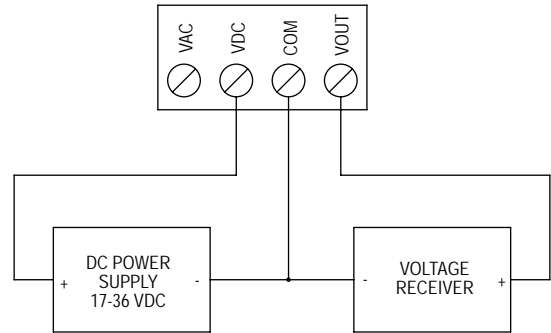 VAC
VDC
COM
VOUT
+
DC POWER
SUPPLY
17-36 VDC
-
-
VOLTAGE
RECEIVER
+